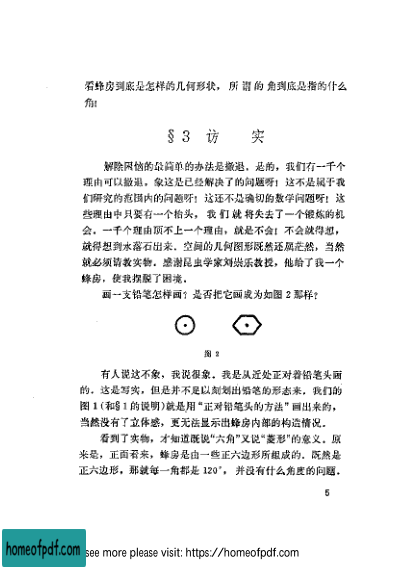 看蜂房到底是怎样的几何形状，所谓的角到底是指的什么
角！
§3 访 实
解除困恼的最简单的办法是撤退。是的，我们有一千个
理由可以撤退。象这是已经解决了的问题呀！这不是属于我
们研究的范围内的问题呀！这还不是确切的数学问题呀！这
些理由中只要有一个抬头，我们就将失去了一个锻炼的机
会。一千个理由顶不上一个理由，就是不会！不会就得想，
就得想到水落石出来。空间的几何图形既然还茫然，当然
就必须请教实物。感谢昆虫学家刘崇乐教授，他给了我一个
蜂房，使我摆脱了困境。
画一支铅笔怎样画？是否把它画成为如图2那样？
图2
有人说这不象，我说很象。我是从近处正对着铅笔头画
的。这是写实，但是并不足以刻划出铅笔的形态来。我们的
图1（和§1的说明）就是用“正对铅笔头的方法”画出来的，
当然没有了立体感，更无法显示出蜂房内部的构造情况。
看到了实物，才知道既说“六角”又说“菱形”的意义。原
来是，正面看来，蜂房是由一些正六边形所组成的。既然是
正六边形，那就每一角都是120°，并没有什么角度的问题。
5
homeofpdf.com
see more please visit: https://homeofpdf.com